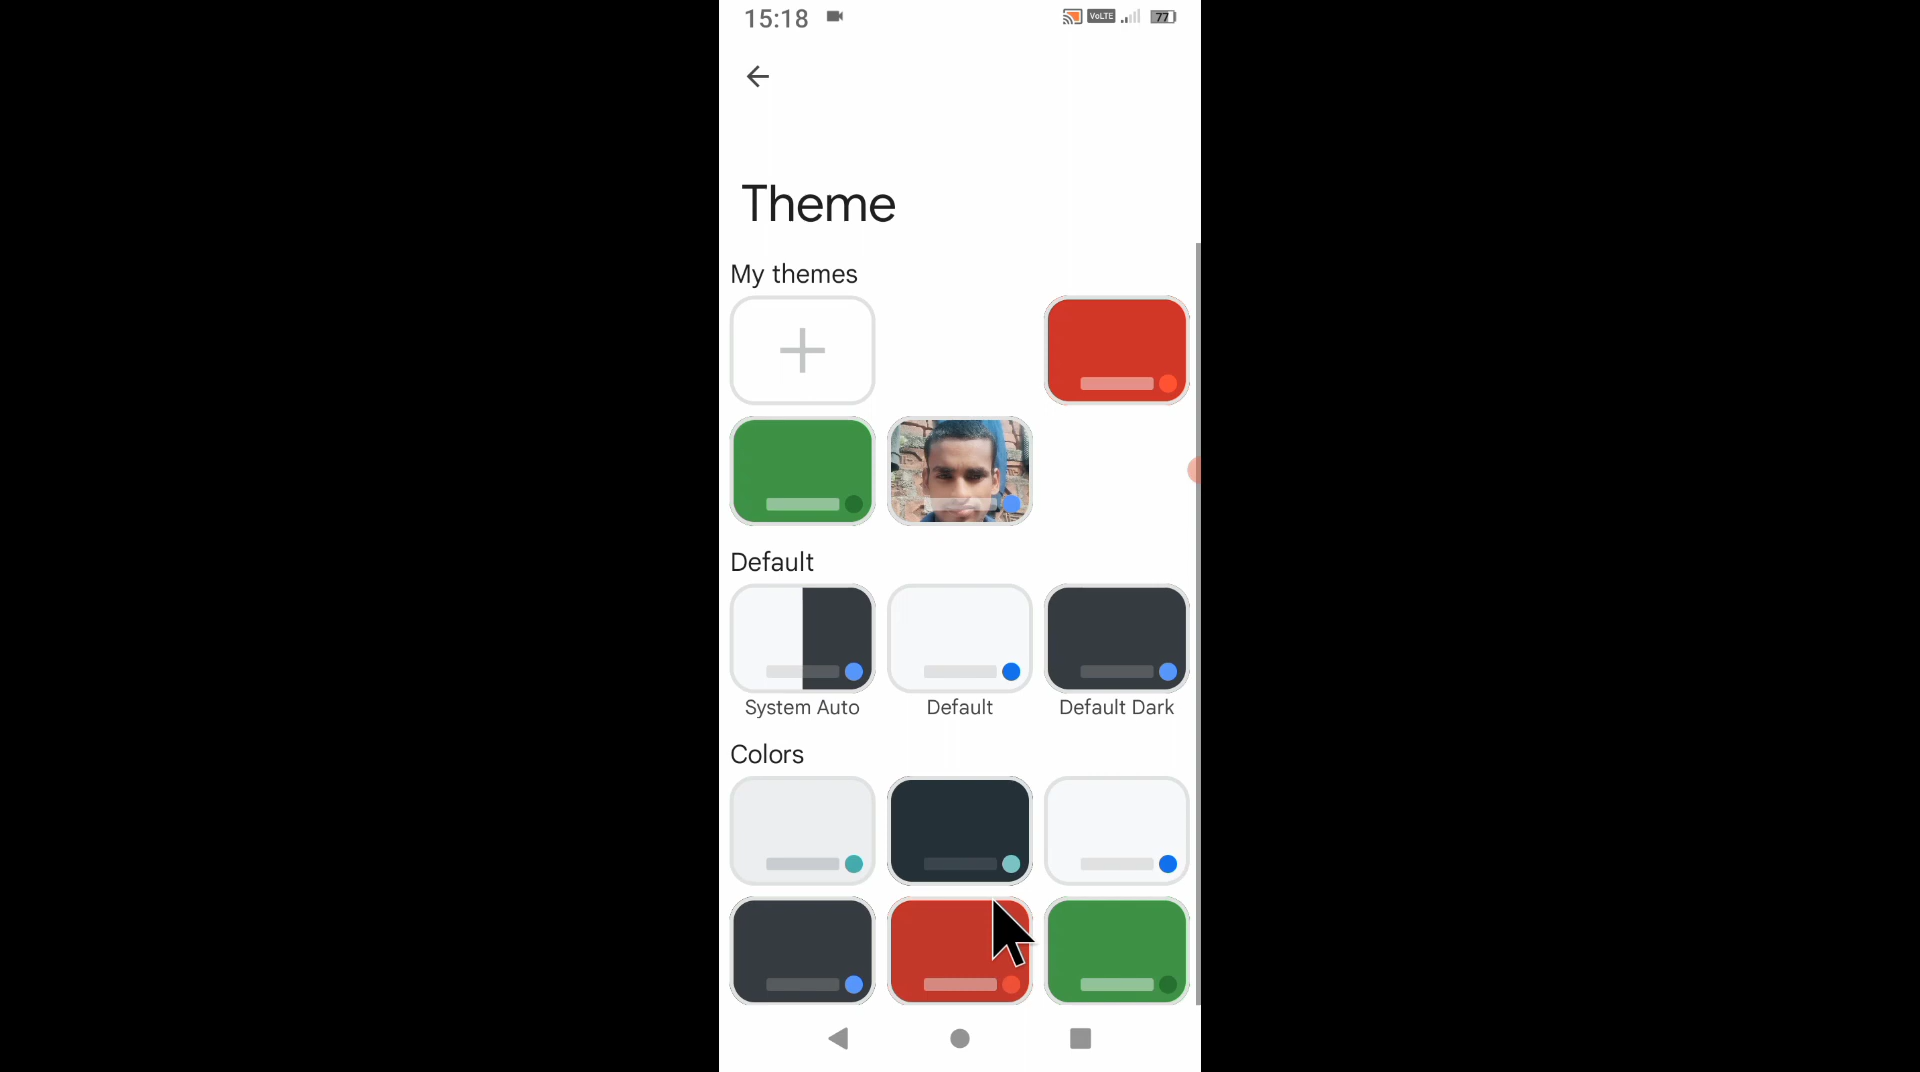 15:18
VoLTE
77
Theme
My themes
Default
System Auto
Default
Default Dark
Colors